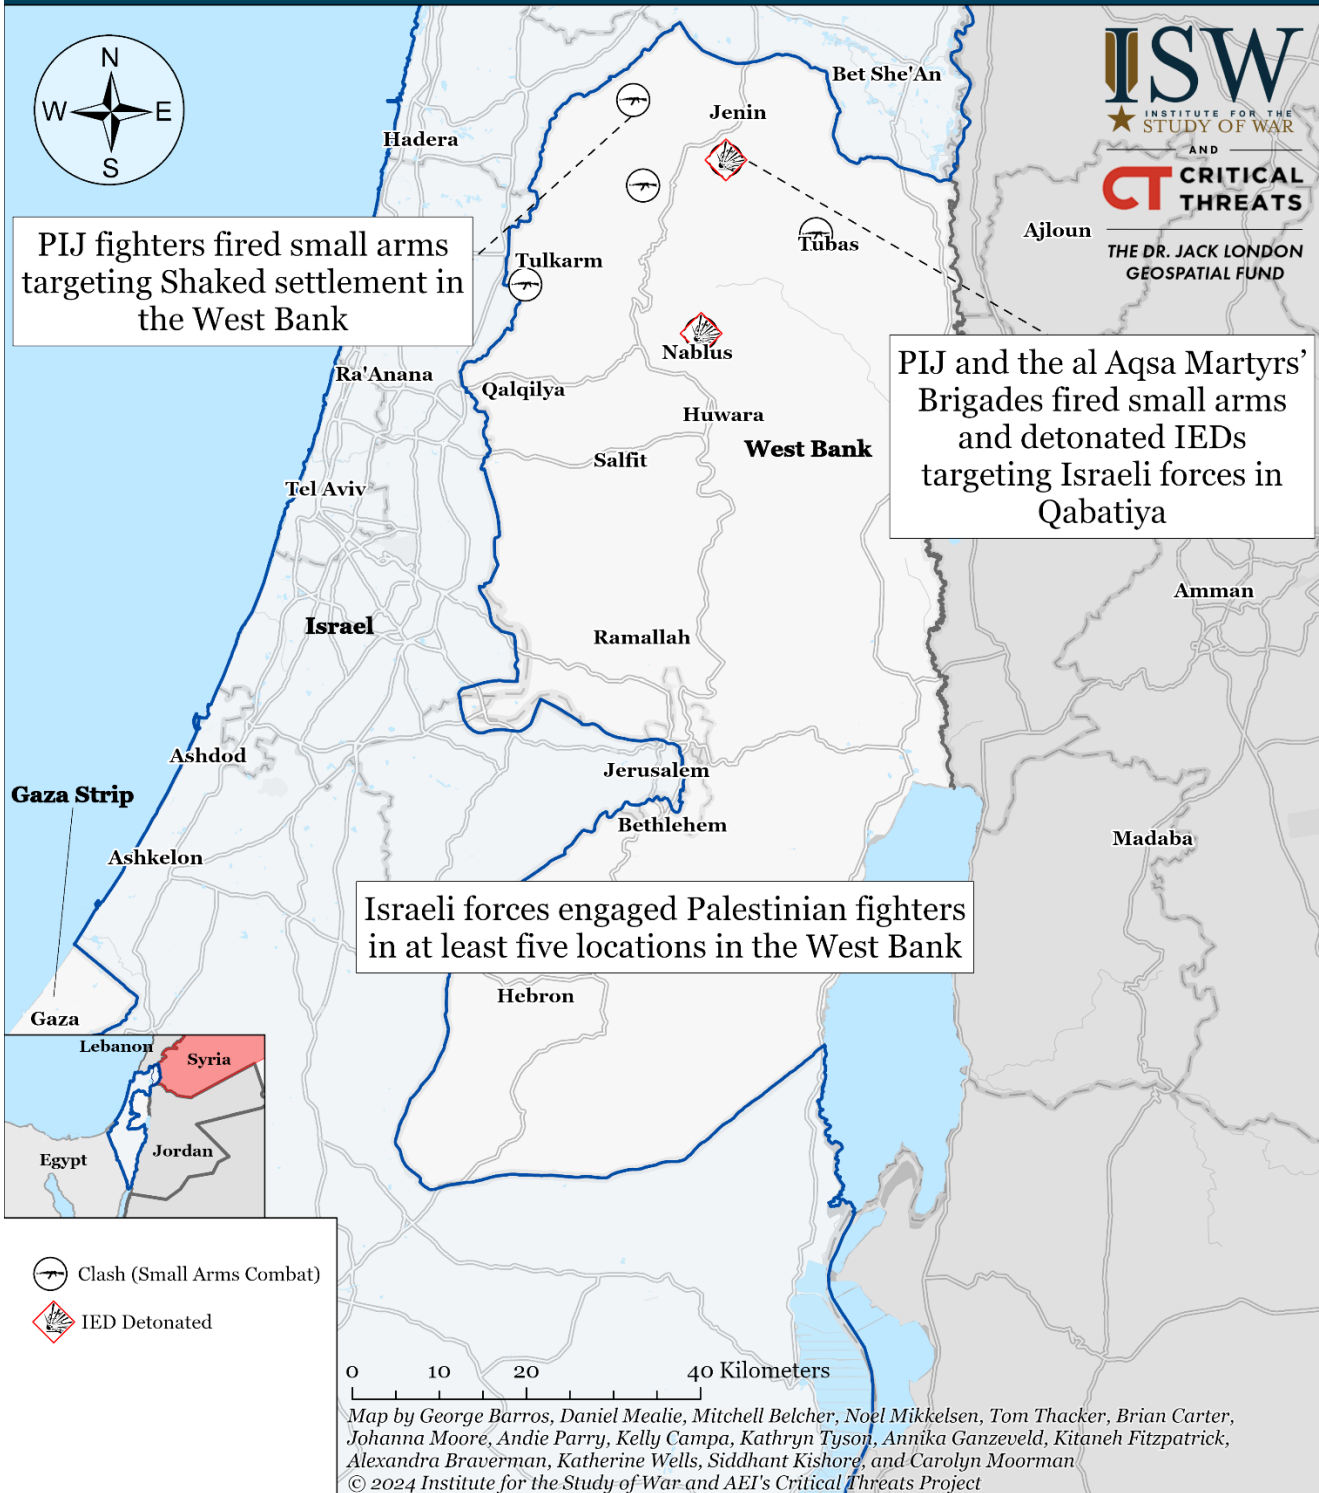 N
W
E
S
Bet She'An
Jenin
Hadera
ISW
INSTITUTE FOR THE
STUDY OF WAR
AND
CT CRITICAL
THREATS
THE DR. JACK LONDON
GEOSPATIAL FUND
Ajloun
PIJ fighters fired small arms
targeting Shaked settlement in
the West Bank
Tulkarm
Tubas
Nablus
Ra'Anana
Qalqilya
Huwara
West Bank
Salfit
PIJ and the al Aqsa Martyrs’
Brigades fired small arms
and detonated IEDs
targeting Israeli forces in
Qabatiya
Tel Aviv
Amman
Israel
Ramallah
Ashdod
Jerusalem
Gaza Strip
Bethlehem
Madaba
Ashkelon
Israeli forces engaged Palestinian fighters
in at least five locations in the West Bank
Hebron
Gaza
Lebanon
Syria
Jordan
Egypt
Clash (Small Arms Combat)
IED Detonated
0 10 20 40 Kilometers
Map by George Barros, Daniel Mealie, Mitchell Belcher, Noel Mikkelsen, Tom Thacker, Brian Carter,
Johanna Moore, Andie Parry, Kelly Campa, Kathryn Tyson, Annika Ganzeveld, Kitaneh Fitzpatrick,
Alexandra Braverman, Katherine Wells, Siddhant Kishore, and Carolyn Moorman
© 2024 Institute for the Study of War and AEI's Critical Threats Project